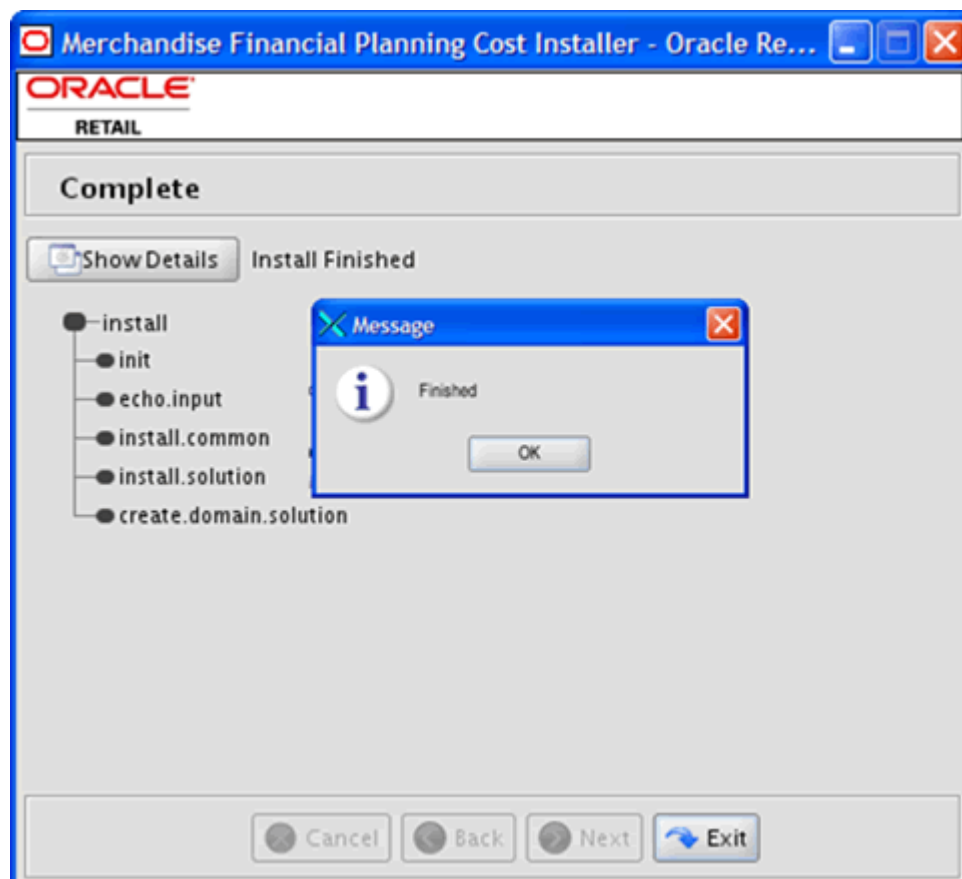 Merchandise Financial Planning Cost Installer - Oracle Re...
ORACLE
RETAIL
Complete
Show Details
Install Finished
install
init
echo.input
install.common
install.solution
create.domain.solution
Message
Finished
OK
Cancel
Back
Next
Exit